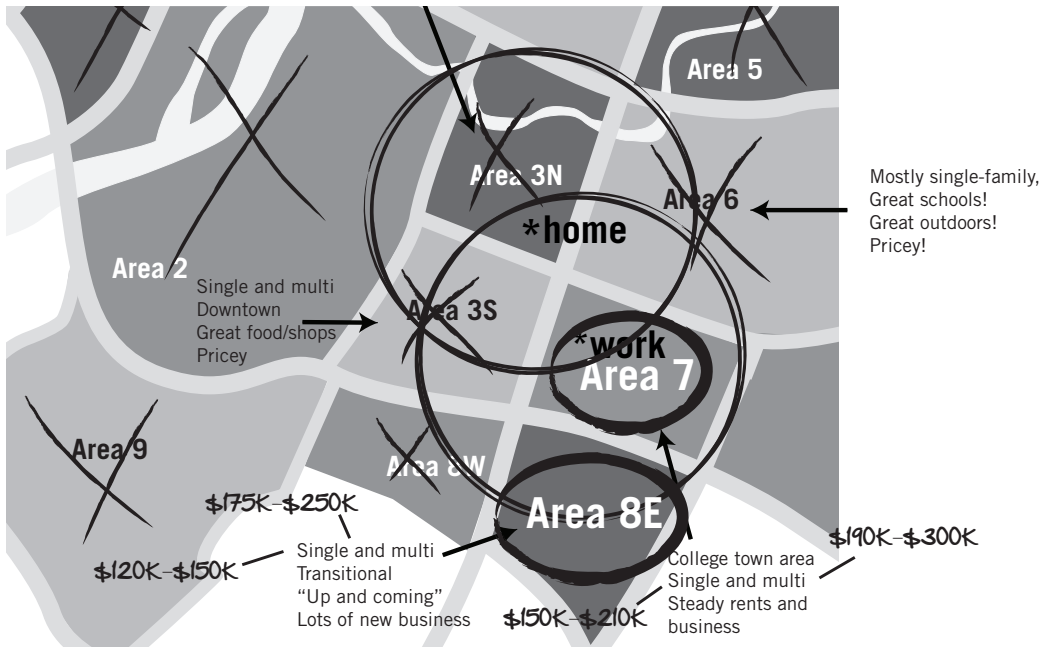 Area 5
Area 3N
Area 6
Mostly single-family,
Great schools!
Great outdoors!
Pricey!
*home
Area 2
Single and multi
Downtown
Great food/shops
Pricey
Area 3S
*work
Area 7
Area 9
Area 8W
$175K–$250K
Area 8E
$190K–$300K
Single and multi
Transitional
“Up and coming”
Lots of new business
$120K–$150K
College town area
Single and multi
Steady rents and
business
$150K–$210K